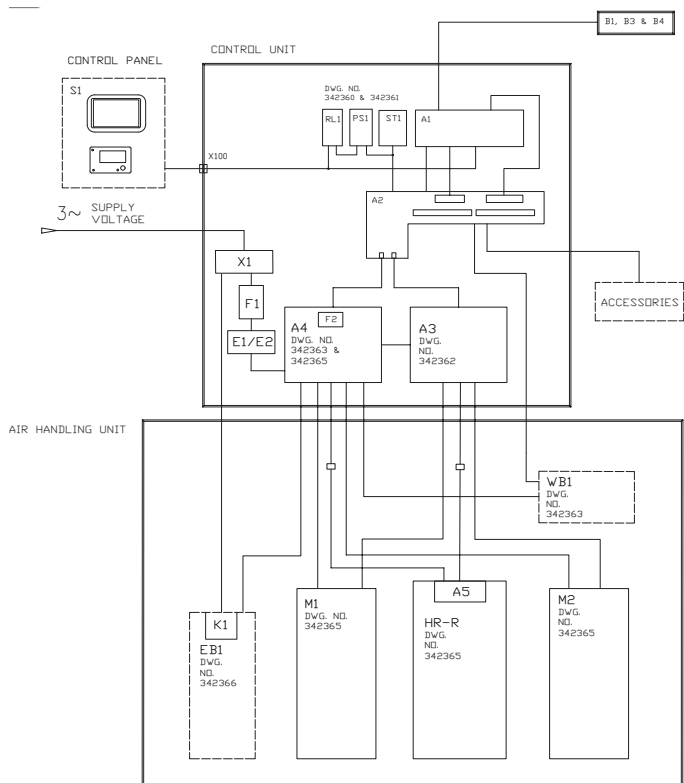 B1, B3 & B4
CONTROL UNIT
CONTROL PANEL
S1
DWG. NO.
342360 & 342361
RL1
PS1
ST1
A1
X100
A2
3~ SUPPLY
VOLTAGE
X1
F1
E1/E2
A4
F2
DWG. NO.
342363 &
342365
A3
DWG.
NO.
342362
ACCESSORIES
AIR HANDLING UNIT
WB1
DWG.
NO.
342363
K1
EB1
DWG.
NO.
342366
M1
DWG. NO.
342365
A5
HR-R
DWG.
NO.
342365
M2
DWG. NO.
342365